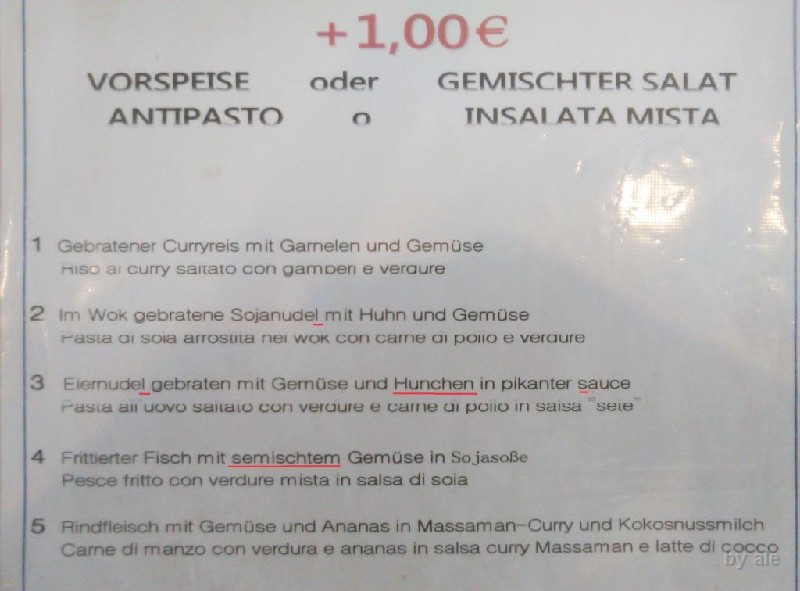 +1,00€
VORSPEISE oder GEMISCHTER SALAT
ANTIPASTO o INSALATA MISTA
1 Gebratener Curryreis mit Garnelen und Gemüse
Riso al curry saltato con gamberi e verdure
2 Im Wok gebratene Sojanudel mit Huhn und Gemüse
Pasta di soia arrostita nel wok con carne di pollo e verdure
3 Eiernudel gebraten mit Gemüse und Hunchen in pikanter sauce
Pasta all'uovo saltato con verdure e carne di pollo in salsa "sete"
4 Frittierter Fisch mit semischtem Gemüse in Sojasoße
Pesce fritto con verdure mista in salsa di soia
5 Rindfleisch mit Gemüse und Ananas in Massaman-Curry und Kokosnussmilch
Carne di manzo con verdura e ananas in salsa curry Massaman e latte di cocco
by ale